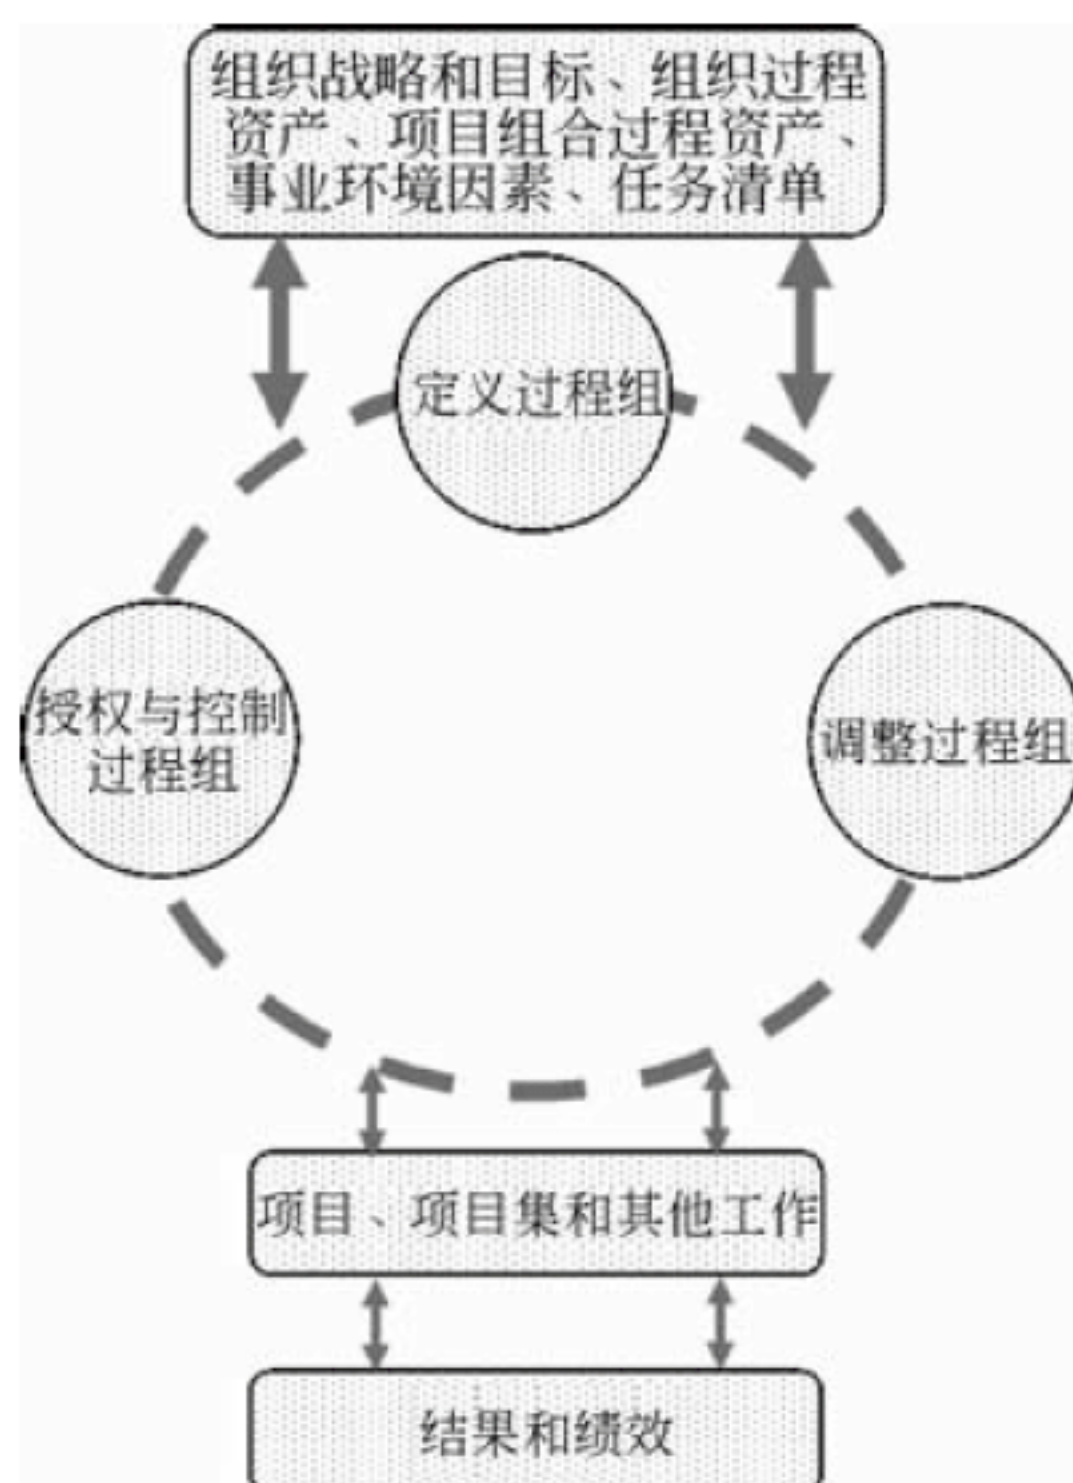 组织战略和目标、组织过程
资产、项目组合过程资产、
事业环境因素、任务清单
定义过程组
授权与控制
过程组
调整过程组
项目、项目集和其他工作
结果和绩效